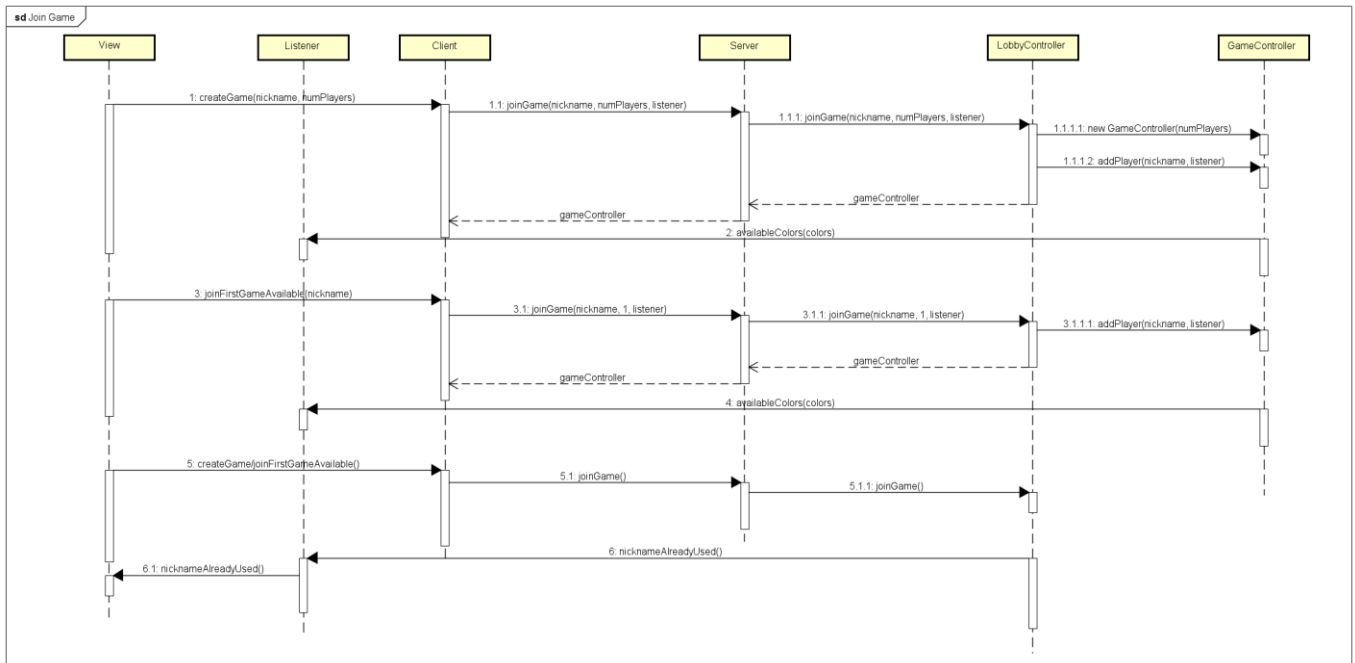 sd Join Game
View
Listener
Client
Server
LobbyController
GameController
1: createGame(nickname, numPlayers)
1.1: joinGame(nickname, numPlayers, listener)
1.1.1: joinGame(nickname, numPlayers, listener)
1.1.1.1: new GameController(numPlayers)
1.1.1.2: addPlayer(nickname, listener)
gameController
gameController
2: availableColors(colors)
3: joinFirstGameAvailable(nickname)
3.1: joinGame(nickname, 1, listener)
3.1.1: joinGame(nickname, 1, listener)
3.1.1.1: addPlayer(nickname, listener)
gameController
gameController
4: availableColors(colors)
5: createGame/joinFirstGameAvailable()
5.1: joinGame()
5.1.1: joinGame()
6: nicknameAlreadyUsed()
6.1: nicknameAlreadyUsed()